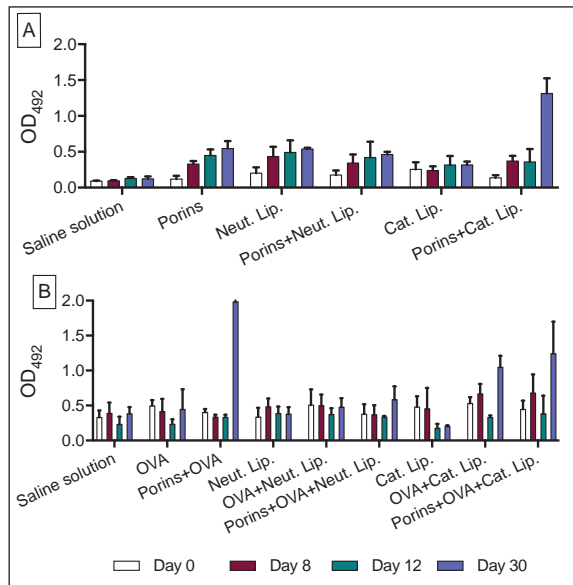 A
2.0
1.5
1.0
0.5
0.0
OD492
Saline solution
Porins
Neut. Lip.
Porins+Neut. Lip.
Cat. Lip.
Porins+Cat. Lip.
B
2.0
1.5
1.0
0.5
0.0
OD492
Saline solution
OVA
Porins+OVA
Neut. Lip.
OVA+Neut. Lip.
Porins+OVA+Neut. Lip.
Cat. Lip.
OVA+Cat. Lip.
Porins+OVA+Cat. Lip.
Day 0 Day 8 Day 12 Day 30